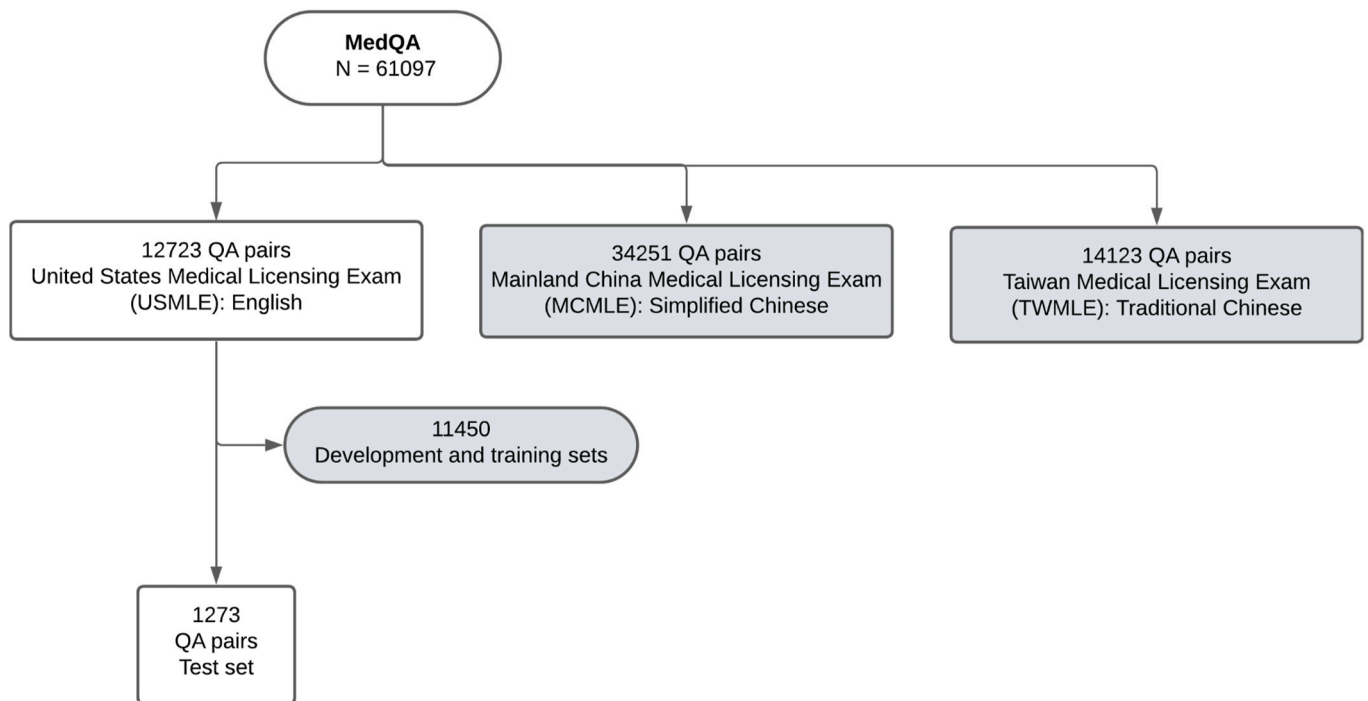 MedQA
N = 61097
12723 QA pairs
United States Medical Licensing Exam
(USMLE): English
34251 QA pairs
Mainland China Medical Licensing Exam
(MCMLE): Simplified Chinese
14123 QA pairs
Taiwan Medical Licensing Exam
(TWMLE): Traditional Chinese
11450
Development and training sets
1273
QA pairs
Test set